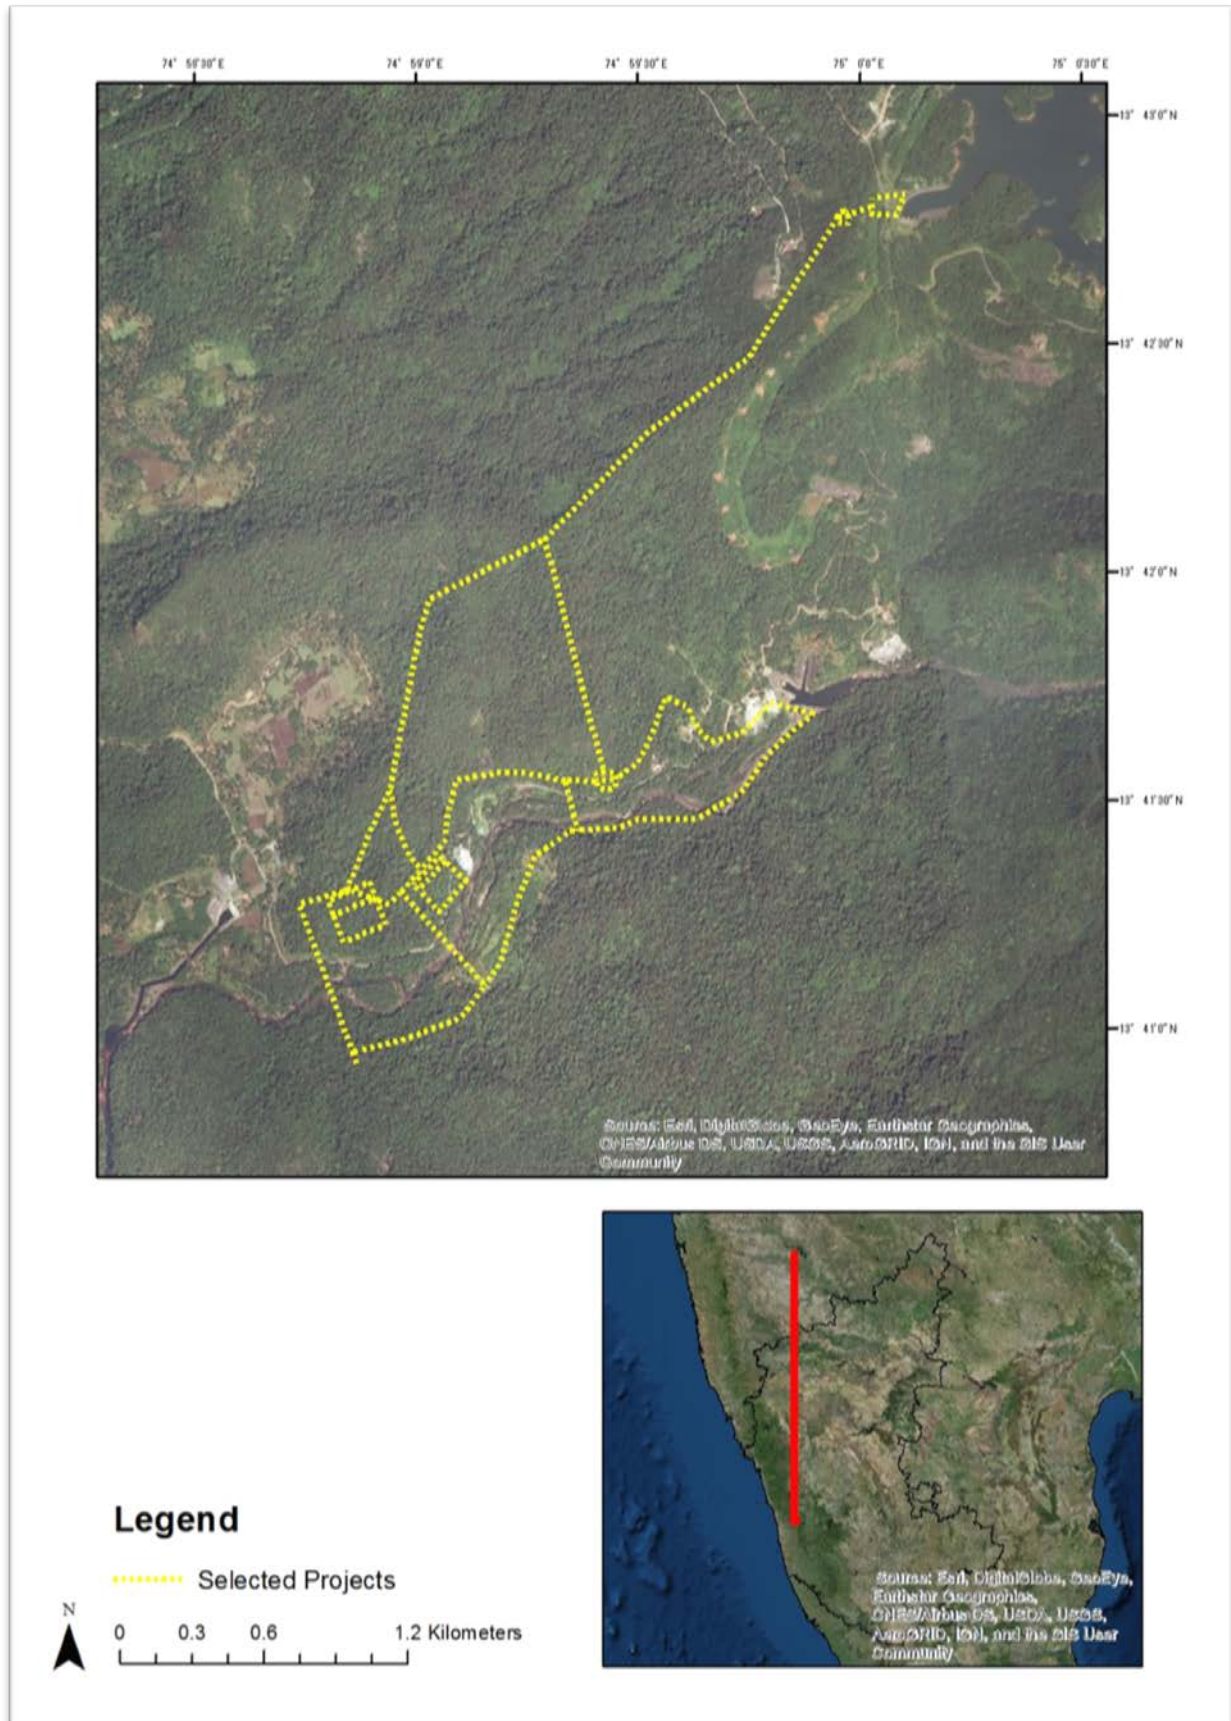 74° 58'30"E 74° 59'0"E 74° 59'30"E 75° 0'0"E 75° 0'30"E
13° 43'0"N
13° 42'30"N
13° 42'0"N
13° 41'30"N
13° 41'0"N
Source: Esri, DigitalGlobe, GeoEye, Earthstar Geographics,
CNES/Airbus DS, USDA, USGS, AeroGRID, IGN, and the GIS User
Community
Legend
Selected Projects
N
0 0.3 0.6 1.2 Kilometers
Source: Esri, DigitalGlobe, GeoEye,
Earthstar Geographics,
CNES/Airbus DS, USDA, USGS,
AeroGRID, IGN, and the GIS User
Community